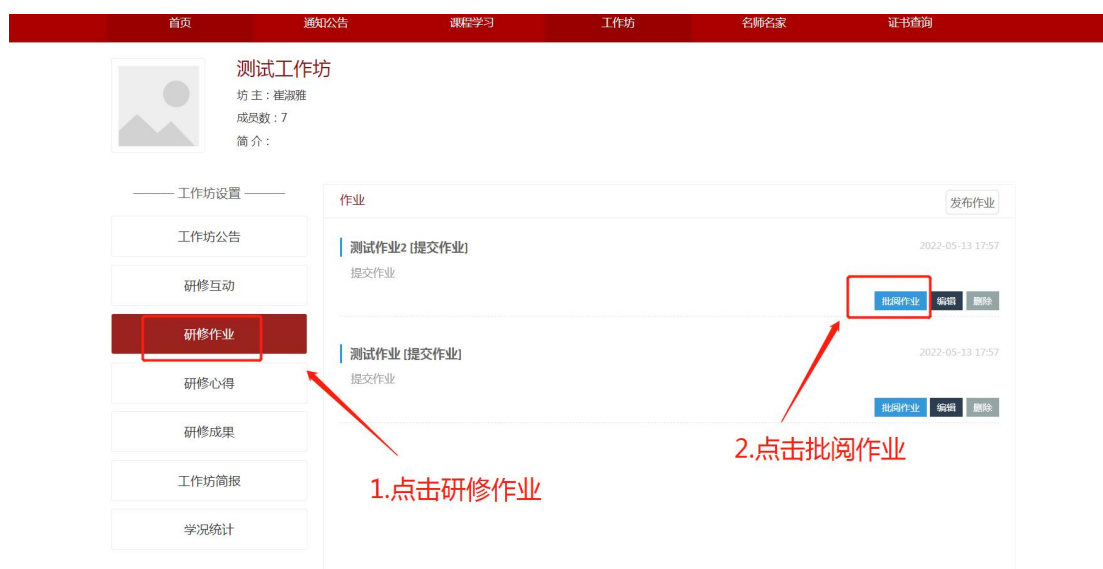 首页 通知公告 课程学习 工作坊 名师名家 证书查询
测试工作坊
坊 主：崔淑雅
成员数：7
简 介：
工作坊设置
工作坊公告
研修互动
研修作业
研修心得
研修成果
工作坊简报
学况统计
作业
发布作业
测试作业2 [提交作业]
2022-05-13 17:57
提交作业
批阅作业 编辑 删除
测试作业 [提交作业]
2022-05-13 17:57
提交作业
批阅作业 编辑 删除
2.点击批阅作业
1.点击研修作业